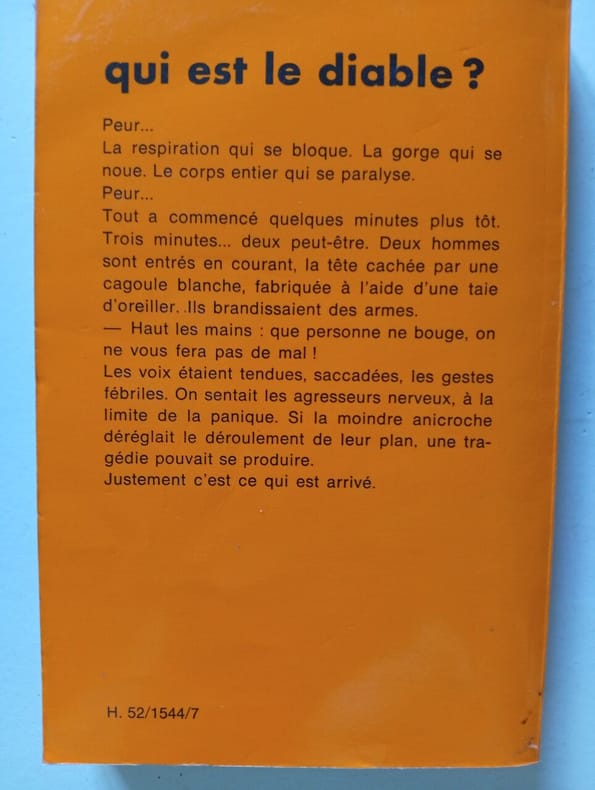 qui est le diable ?
Peur...
La respiration qui se bloque. La gorge qui se
noue. Le corps entier qui se paralyse.
Peur...
Tout a commencé quelques minutes plus tôt.
Trois minutes... deux peut-être. Deux hommes
sont entrés en courant, la tête cachée par une
cagoule blanche, fabriquée à l'aide d'une taie
d'oreiller. .Ils brandissaient des armes.
— Haut les mains : que personne ne bouge, on
ne vous fera pas de mal !
Les voix étaient tendues, saccadées, les gestes
fébriles. On sentait les agresseurs nerveux, à la
limite de la panique. Si la moindre anicroche
déréglait le déroulement de leur plan, une tra-
gédie pouvait se produire.
Justement c'est ce qui est arrivé.
H. 52/1544/7